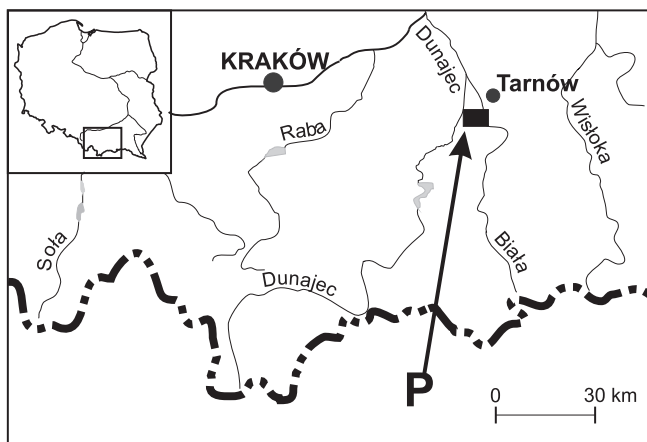 KRAKÓW
Dunajec
Tarnów
Wisłoka
Raba
Soła
Dunajec
Biała
P
0 30 km